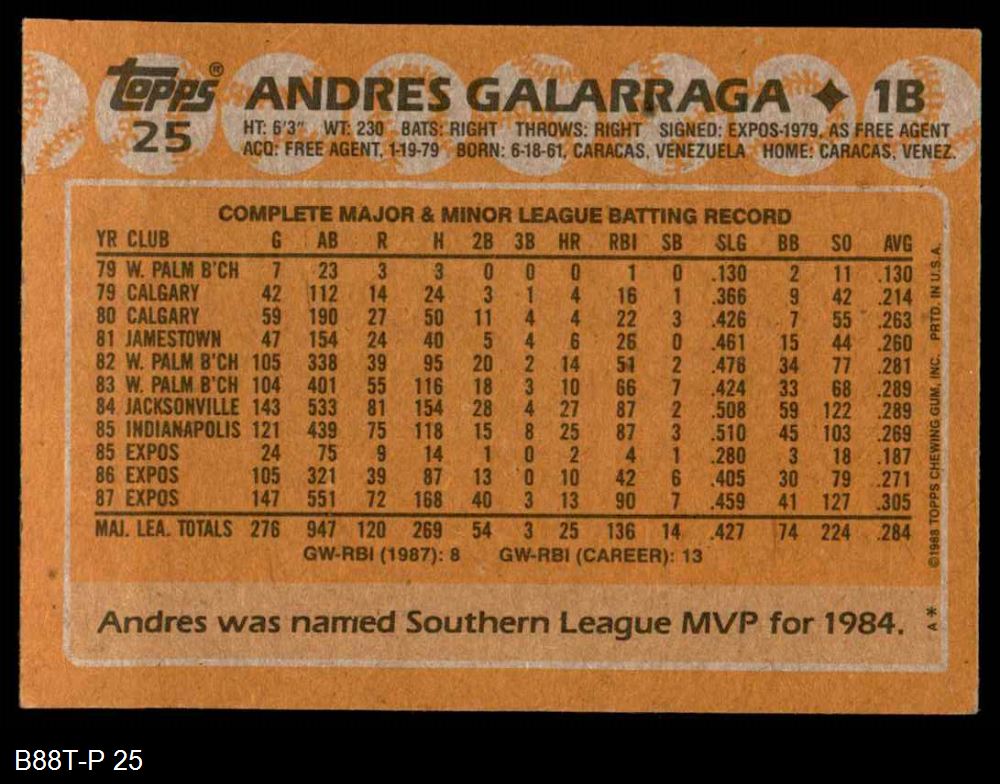 topps® ANDRES GALARRAGA ✦ 1B
25
HT: 6'3" WT: 230 BATS: RIGHT THROWS: RIGHT SIGNED: EXPOS-1979, AS FREE AGENT
ACQ: FREE AGENT, 1-19-79 BORN: 6-18-61, CARACAS, VENEZUELA HOME: CARACAS, VENEZ.
COMPLETE MAJOR & MINOR LEAGUE BATTING RECORD
YR CLUB G AB R H 2B 3B HR RBI SB SLG BB SO AVG
79 W. PALM B'CH 7 23 3 3 0 0 0 1 0 .130 2 11 .130
79 CALGARY 42 112 14 24 3 1 4 16 1 .366 9 42 .214
80 CALGARY 59 190 27 50 11 4 4 22 3 .426 7 55 .263
81 JAMESTOWN 47 154 24 40 5 4 6 26 0 .461 15 44 .260
82 W. PALM B'CH 105 338 39 95 20 2 14 51 2 .476 34 77 .281
83 W. PALM B'CH 104 401 55 116 18 3 10 66 7 .424 33 68 .289
84 JACKSONVILLE 143 533 81 154 28 4 27 87 2 .508 59 122 .289
85 INDIANAPOLIS 121 439 75 118 15 8 25 87 3 .510 45 103 .269
85 EXPOS 24 75 9 14 1 0 2 4 1 .280 3 18 .187
86 EXPOS 105 321 39 87 13 0 10 42 6 .405 30 79 .271
87 EXPOS 147 551 72 168 40 3 13 90 7 .459 41 127 .305
MAJ. LEA. TOTALS 276 947 120 269 54 3 25 136 14 .427 74 224 .284
GW-RBI (1987): 8 GW-RBI (CAREER): 13
Andres was named Southern League MVP for 1984.
©1988 TOPPS CHEWING GUM, INC. PRTD. IN U.S.A.
A*
B88T-P 25